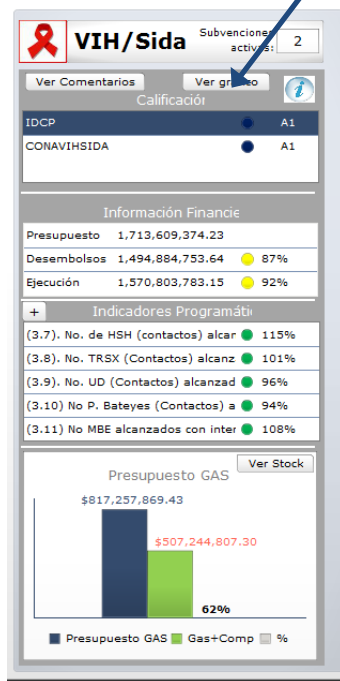 VIH/Sida
Subvenciones
activas: 2
Ver Comentarios
Ver gráfico
Calificación
IDCP A1
CONAVIHSIDA A1
Información Financie
Presupuesto 1,713,609,374.23
Desembolsos 1,494,884,753.64 87%
Ejecución 1,570,803,783.15 92%
+ Indicadores Programáti
(3.7). No. de HSH (contactos) alcar 115%
(3.8). No. TRSX (Contactos) alcanz 101%
(3.9). No. UD (Contactos) alcanzad 96%
(3.10) No P. Bateyes (Contactos) a 94%
(3.11) No MBE alcanzados con inter 108%
Ver Stock
Presupuesto GAS
$817,257,869.43
$507,244,807.30
62%
Presupuesto GAS Gas+Comp %